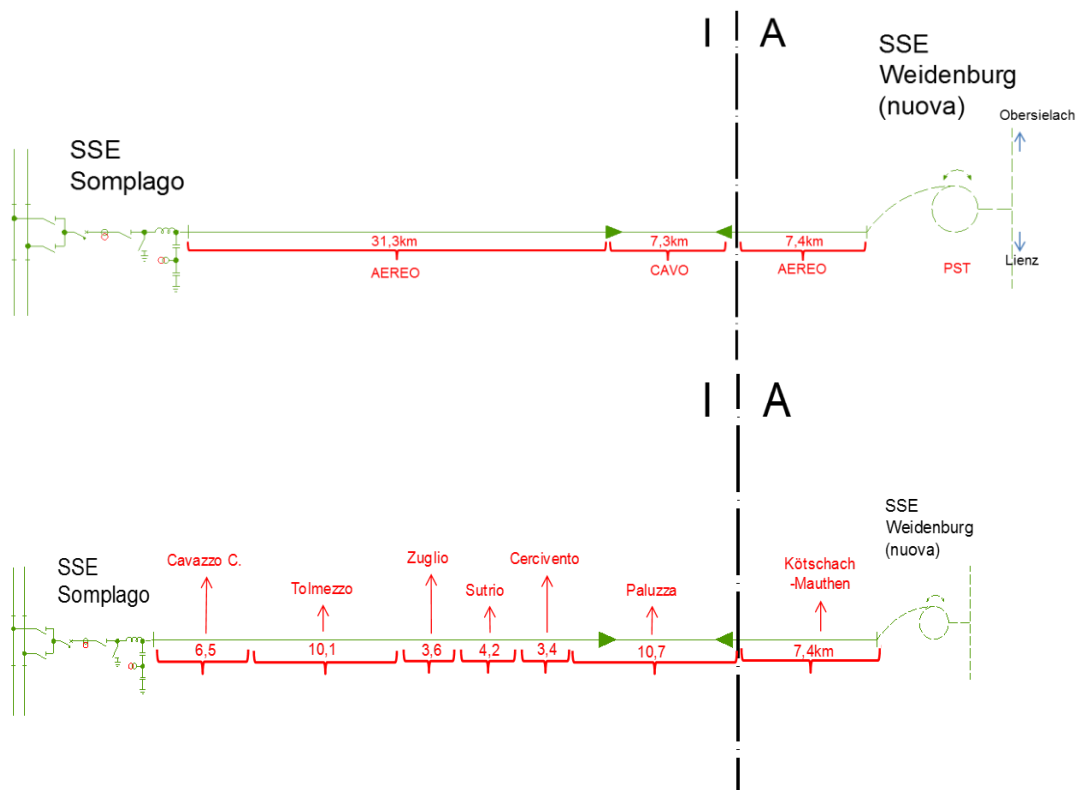 I A
SSE
Weidenburg
(nuova)
Obersielach
SSE
Somplago
31,3km
7,3km
7,4km
AEREO
CAVO
AEREO
PST
Lienz
I A
SSE
Weidenburg
(nuova)
Cavazzo C.
Tolmezzo
Zuglio
Sutrio
Cercivento
Paluzza
Kötschach
-Mauthen
SSE
Somplago
6,5
10,1
3,6
4,2
3,4
10,7
7,4km